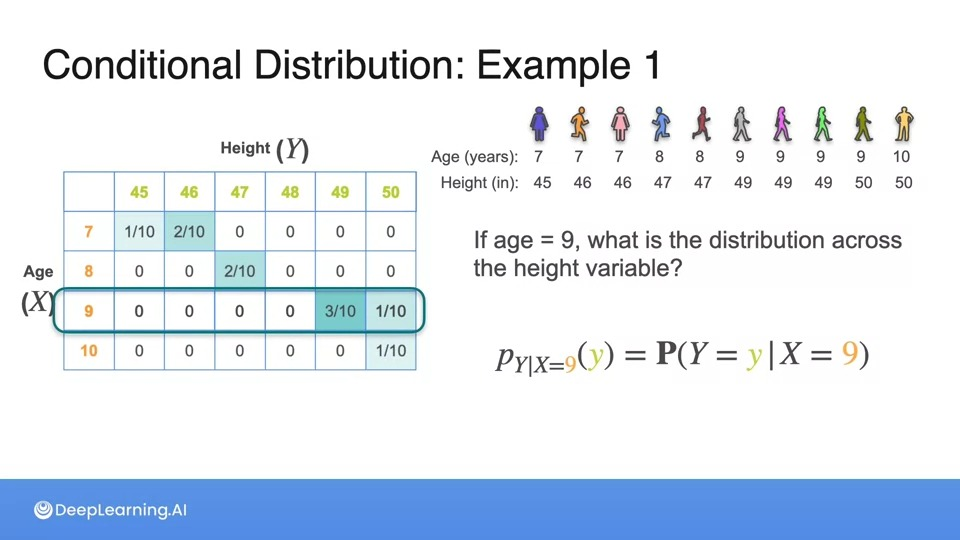 Conditional Distribution: Example 1
Height (Y)
45 46 47 48 49 50
7 1/10 2/10 0 0 0 0
8 0 0 2/10 0 0 0
9 0 0 0 0 3/10 1/10
10 0 0 0 0 0 1/10
Age
(X)
Age (years): 7 7 7 8 8 9 9 9 9 10
Height (in): 45 46 46 47 47 49 49 49 50 50
If age = 9, what is the distribution across
the height variable?
p_{Y|X=9}(y) = P(Y = y | X = 9)
DeepLearning.AI